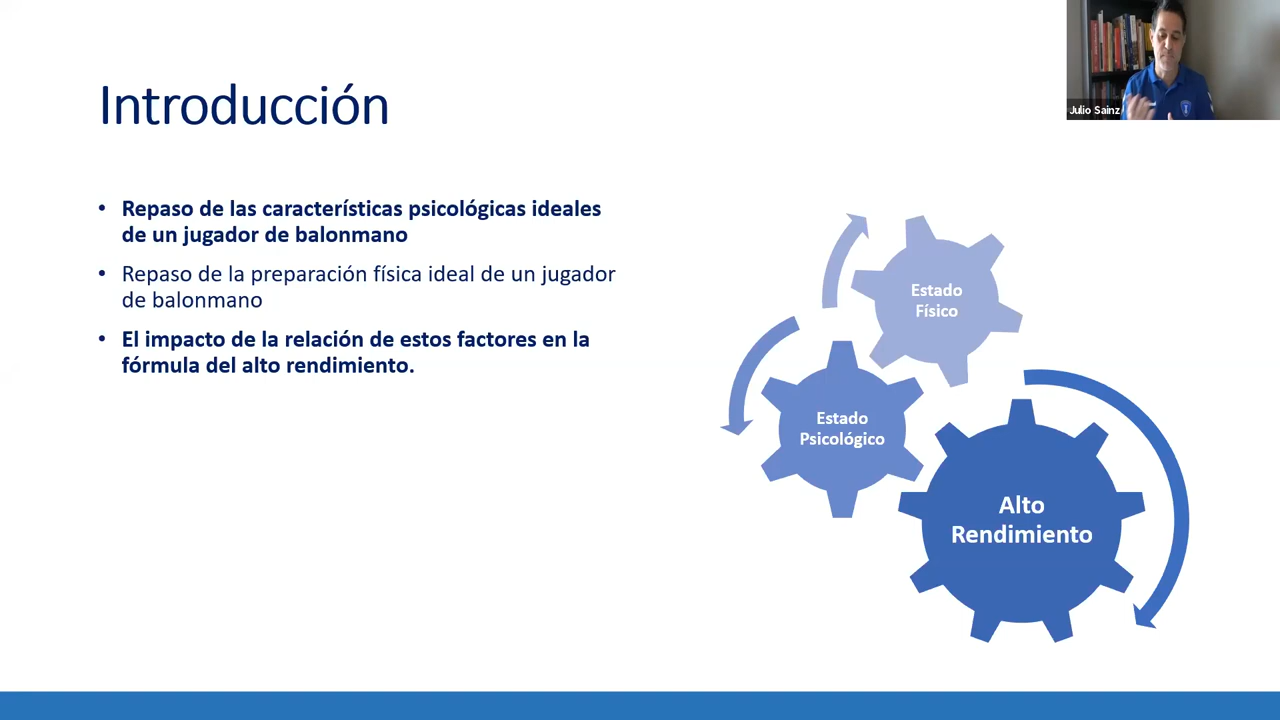 Introducción
• Repaso de las características psicológicas ideales
de un jugador de balonmano
• Repaso de la preparación física ideal de un jugador
de balonmano
• El impacto de la relación de estos factores en la
fórmula del alto rendimiento.
Julio Sainz
Estado
Físico
Estado
Psicológico
Alto
Rendimiento